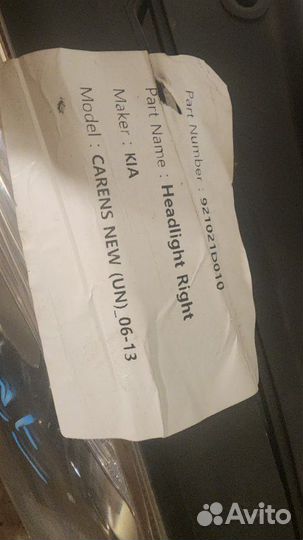 Part Number : 921021D010
Part Name : Headlight Right
Maker : KIA
Model : CARENS NEW (UN)_06-13
Avito